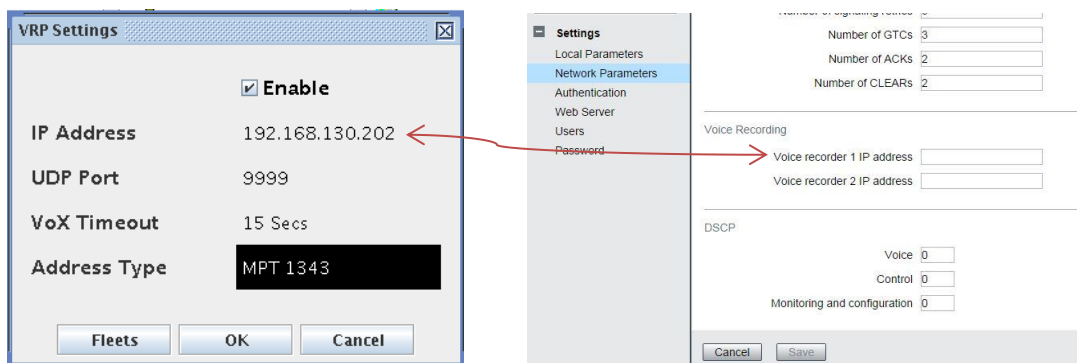 VRP Settings
Enable
IP Address 192.168.130.202
UDP Port 9999
VoX Timeout 15 Secs
Address Type MPT 1343
Fleets OK Cancel
Settings
Local Parameters
Network Parameters
Authentication
Web Server
Users
Password
Number of GTCs 3
Number of ACKs 2
Number of CLEARs 2
Voice Recording
Voice recorder 1 IP address
Voice recorder 2 IP address
DSCP
Voice 0
Control 0
Monitoring and configuration 0
Cancel Save